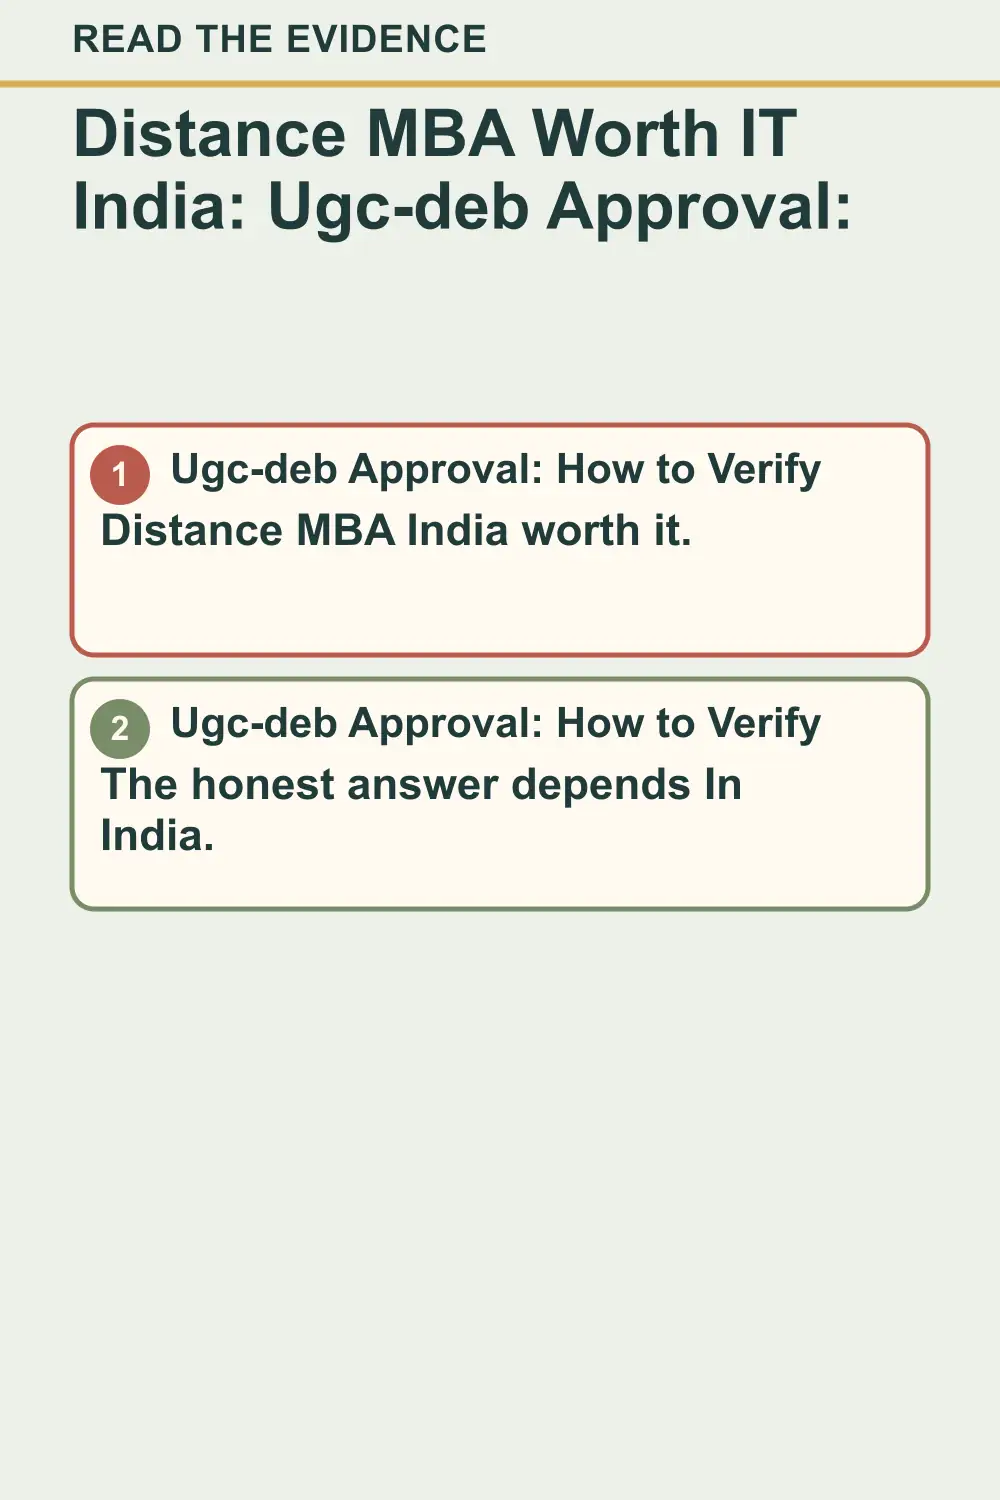 READ THE EVIDENCE
Distance MBA Worth IT
India: Ugc-deb Approval:
1 Ugc-deb Approval: How to Verify
Distance MBA India worth it.
2 Ugc-deb Approval: How to Verify
The honest answer depends In
India.